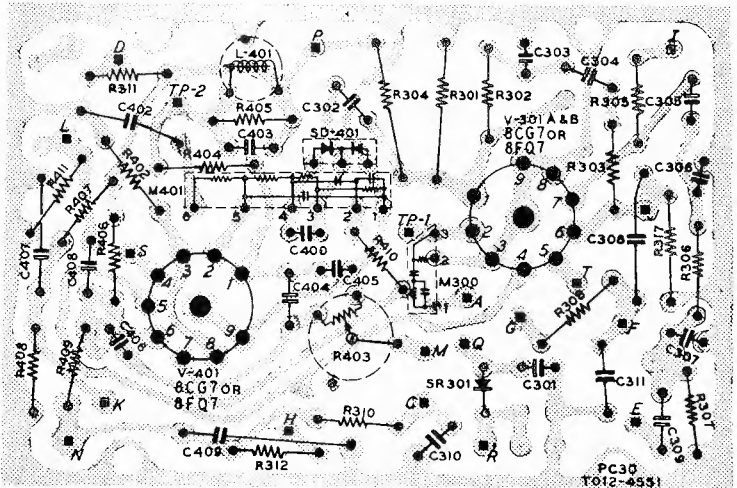 D
R311
L-401
P
R304
R301
R302
C303
C304
I
R305
C305
C402
TP-2
R405
C302
L
C403
SD-401
V-301 A & B
8CG7 OR
8FQ7
R303
C306
R411
R402
R404
M401
6 5 4 3 2 1
R407
9 8
1 7
2 6
3 4 5
TP-1
3
2
1
M300
J
C308
R317
R306
C407
C408
R406
S
C400
R410
C404
C405
A
T
R308
G
F
C307
3 2
4 1
5
6 9
7 8
V-401
8CG7 OR
8FQ7
C406
R408
R409
R403
M
Q
SR301
C301
C311
R307
K
N
H
R310
C
E
C309
C409
R312
C310
R
PC30
T012-4551